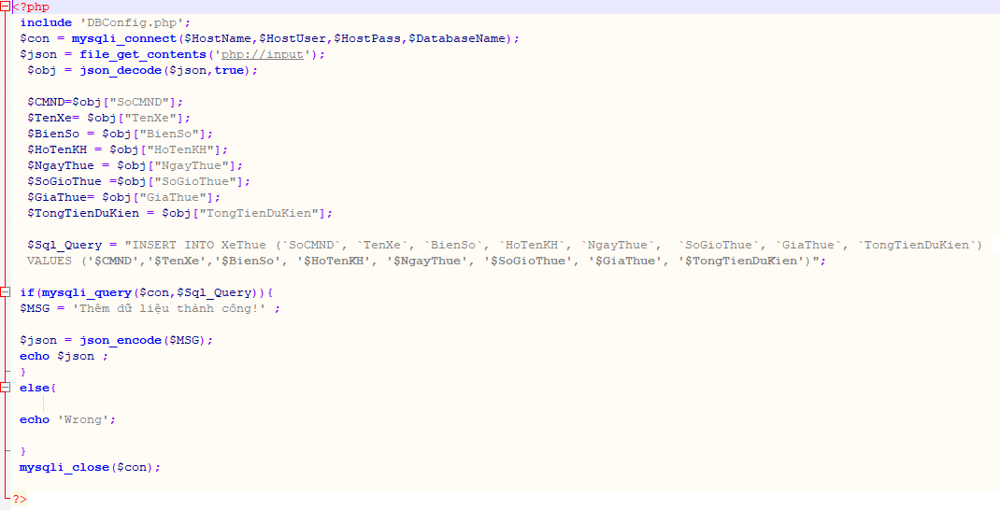 <?php
include 'DBConfig.php';
$con = mysqli_connect($HostName,$HostUser,$HostPass,$DatabaseName);
$json = file_get_contents('php://input');
$obj = json_decode($json,true);
$CMND=$obj["SoCMND"];
$TenXe= $obj["TenXe"];
$BienSo = $obj["BienSo"];
$HoTenKH = $obj["HoTenKH"];
$NgayThue = $obj["NgayThue"];
$SoGioThue =$obj["SoGioThue"];
$GiaThue= $obj["GiaThue"];
$TongTienDuKien = $obj["TongTienDuKien"];
$Sql_Query = "INSERT INTO XeThue (`SoCMND`, `TenXe`, `BienSo`, `HoTenKH`, `NgayThue`,  `SoGioThue`, `GiaThue`, `TongTienDuKien`)
VALUES ('$CMND','$TenXe','$BienSo', '$HoTenKH', '$NgayThue', '$SoGioThue', '$GiaThue', '$TongTienDuKien')";
if(mysqli_query($con,$Sql_Query)){
$MSG = 'Thêm dữ liệu thành công!' ;
$json = json_encode($MSG);
echo $json ;
}
else{
echo 'Wrong';
}
mysqli_close($con);
?>